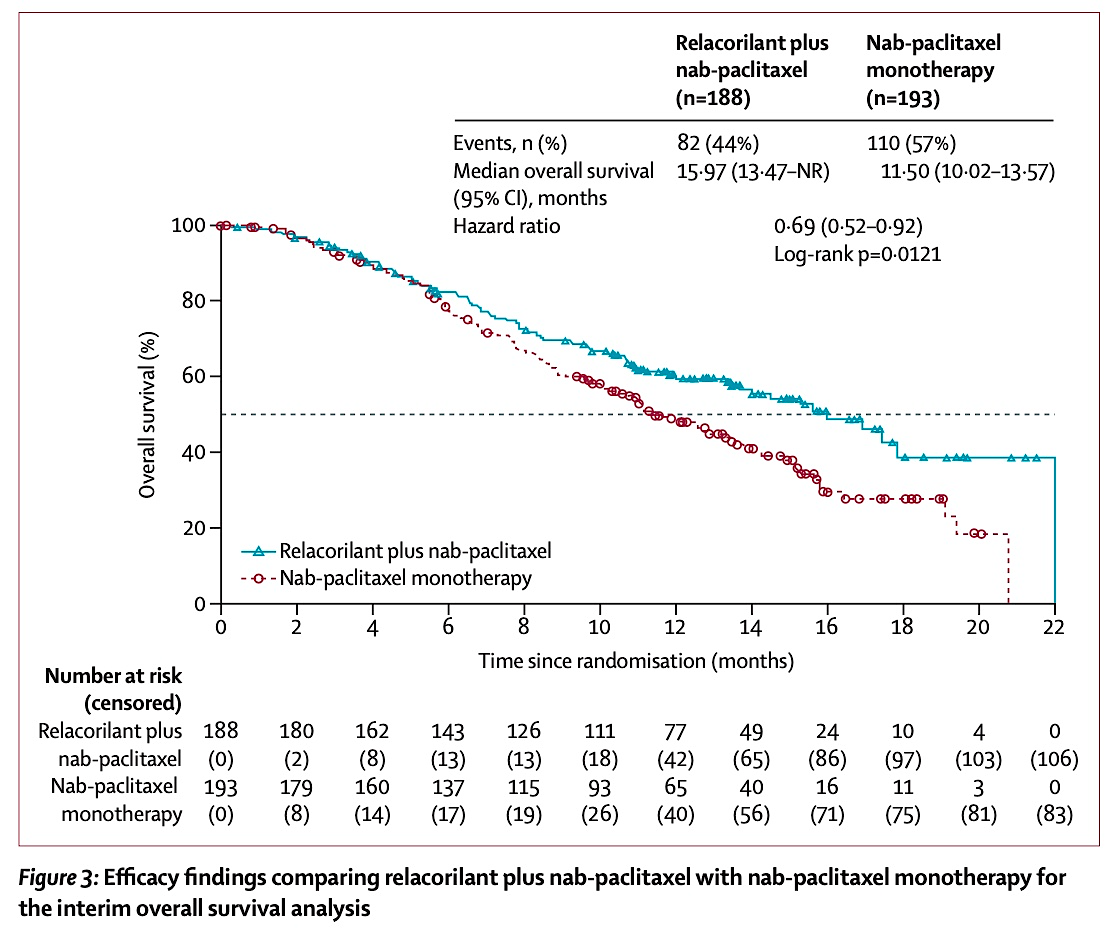 Relacorilant plus nab-paclitaxel (n=188) Nab-paclitaxel monotherapy (n=193)
Events, n (%) 82 (44%) 110 (57%)
Median overall survival (95% CI), months 15·97 (13·47–NR) 11·50 (10·02–13·57)
Hazard ratio 0·69 (0·52–0·92)
Log-rank p=0·0121
Overall survival (%)
100
80
60
40
20
0
Relacorilant plus nab-paclitaxel
Nab-paclitaxel monotherapy
0 2 4 6 8 10 12 14 16 18 20 22
Time since randomisation (months)
Number at risk
(censored)
Relacorilant plus 188 180 162 143 126 111 77 49 24 10 4 0
nab-paclitaxel (0) (2) (8) (13) (13) (18) (42) (65) (86) (97) (103) (106)
Nab-paclitaxel 193 179 160 137 115 93 65 40 16 11 3 0
monotherapy (0) (8) (14) (17) (19) (26) (40) (56) (71) (75) (81) (83)
Figure 3: Efficacy findings comparing relacorilant plus nab-paclitaxel with nab-paclitaxel monotherapy for
the interim overall survival analysis